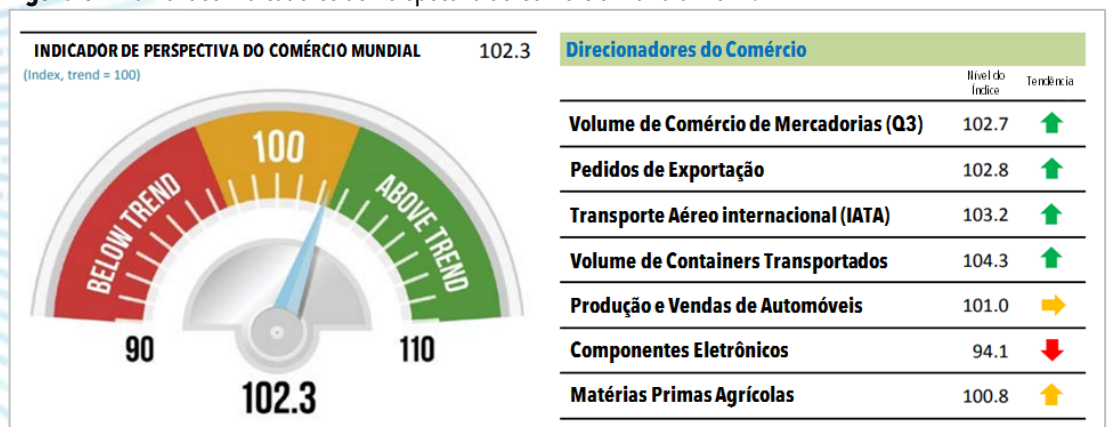 INDICADOR DE PERSPECTIVA DO COMÉRCIO MUNDIAL 102.3
(Index, trend = 100)
BELOW TREND
100
ABOVE TREND
90
110
102.3
Direcionadores do Comércio
Nível do Índice
Tendência
Volume de Comércio de Mercadorias (Q3) 102.7
Pedidos de Exportação 102.8
Transporte Aéreo internacional (IATA) 103.2
Volume de Containers Transportados 104.3
Produção e Vendas de Automóveis 101.0
Componentes Eletrônicos 94.1
Matérias Primas Agrícolas 100.8